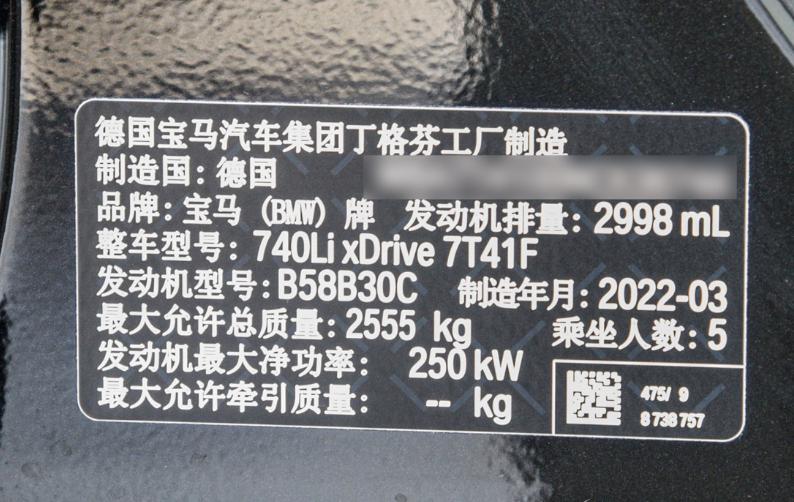 德国宝马汽车集团丁格芬工厂制造
制造国：德国
品牌：宝马（BMW）牌 发动机排量：2998 mL
整车型号：740Li xDrive 7T41F
发动机型号：B58B30C 制造年月：2022-03
最大允许总质量：2555 kg 乘坐人数：5
发动机最大净功率： 250 kW
最大允许牵引质量： -- kg
475/ 9
8 738 757